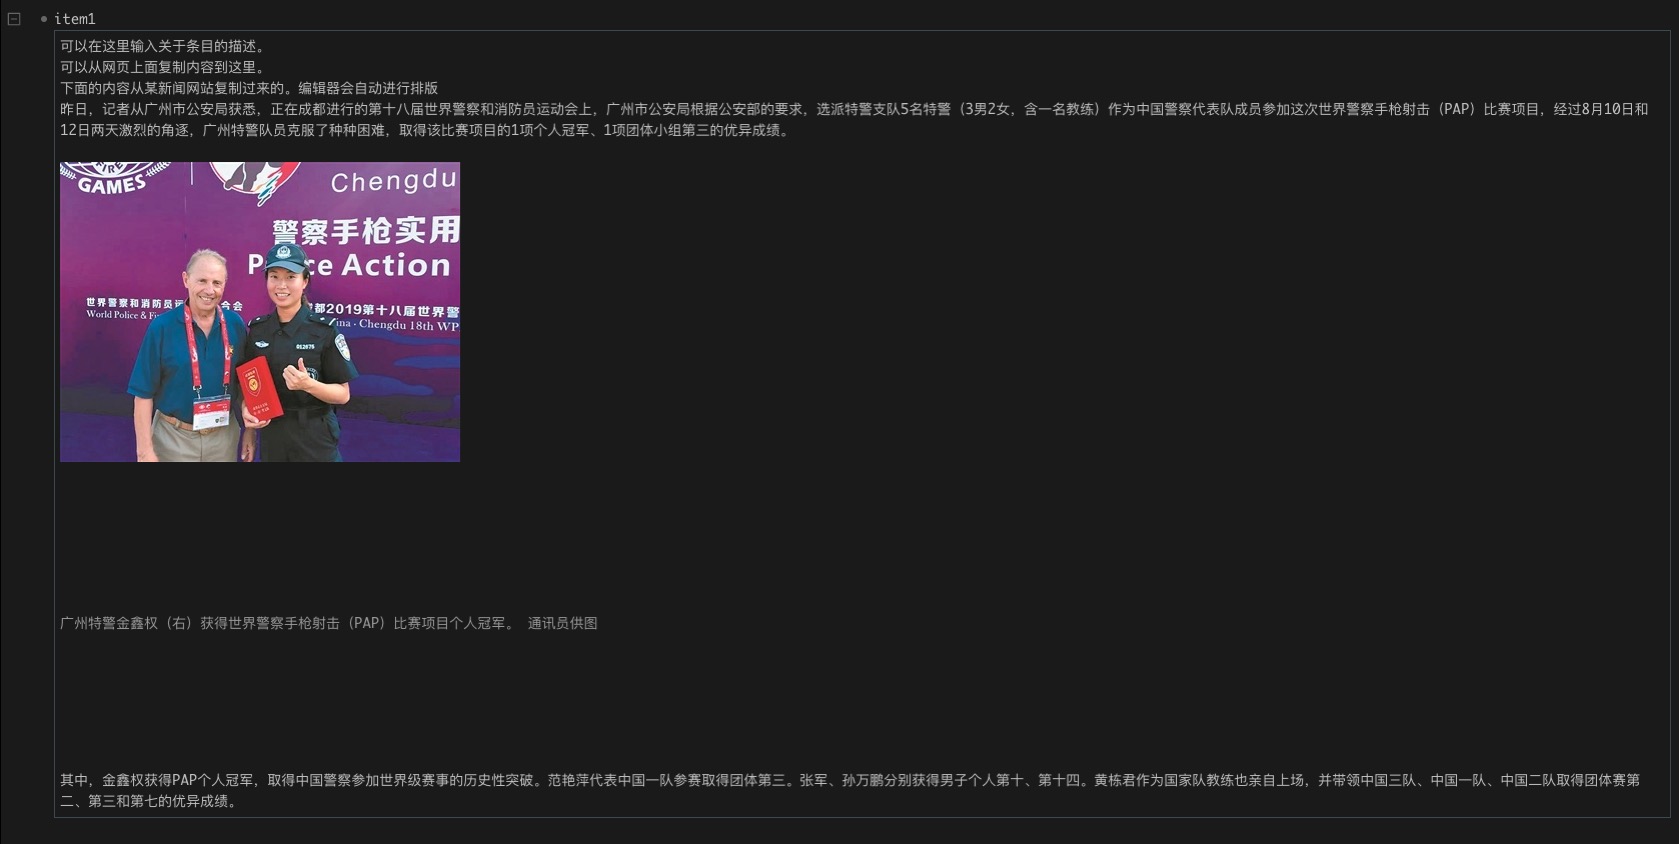 item1
可以在这里输入关于条目的描述。
可以从网页上面复制内容到这里。
下面的内容从某新闻网站复制过来的。编辑器会自动进行排版
昨日，记者从广州市公安局获悉，正在成都进行的第十八届世界警察和消防员运动会上，广州市公安局根据公安部的要求，选派特警支队5名特警（3男2女，含一名教练）作为中国警察代表队成员参加这次世界警察手枪射击（PAP）比赛项目，经过8月10日和
12日两天激烈的角逐，广州特警队员克服了种种困难，取得该比赛项目的1项个人冠军、1项团体小组第三的优异成绩。
FIRE
GAMES
Chengdu
警察手枪实用
P ce Action
世界警察和消防员运 合会
World Police & Fi
都2019第十八届世界警
ina · Chengdu 18th WP
012675
广州特警金鑫权（右）获得世界警察手枪射击（PAP）比赛项目个人冠军。 通讯员供图
其中，金鑫权获得PAP个人冠军，取得中国警察参加世界级赛事的历史性突破。范艳萍代表中国一队参赛取得团体第三。张军、孙万鹏分别获得男子个人第十、第十四。黄栋君作为国家队教练也亲自上场，并带领中国三队、中国一队、中国二队取得团体赛第
二、第三和第七的优异成绩。